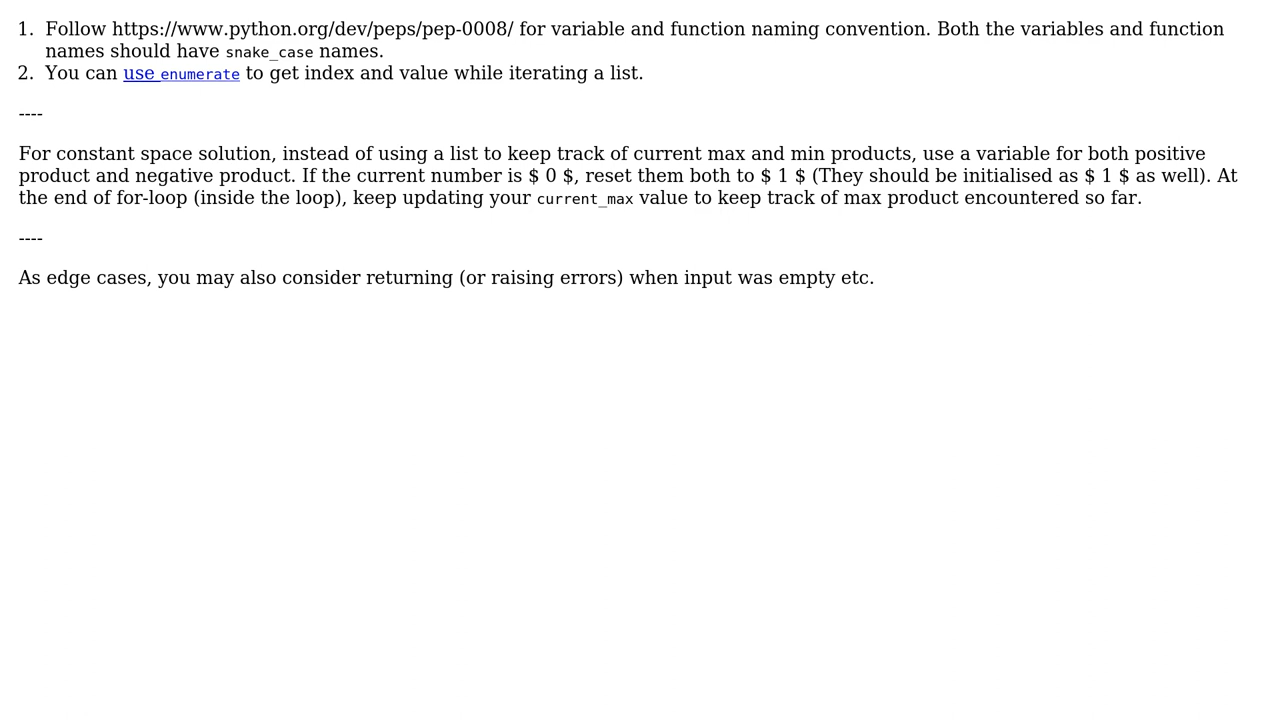 1. Follow https://www.python.org/dev/peps/pep-0008/ for variable and function naming convention. Both the variables and function
names should have snake_case names.
2. You can use enumerate to get index and value while iterating a list.
----
For constant space solution, instead of using a list to keep track of current max and min products, use a variable for both positive
product and negative product. If the current number is $ 0 $, reset them both to $ 1 $ (They should be initialised as $ 1 $ as well). At
the end of for-loop (inside the loop), keep updating your current_max value to keep track of max product encountered so far.
----
As edge cases, you may also consider returning (or raising errors) when input was empty etc.